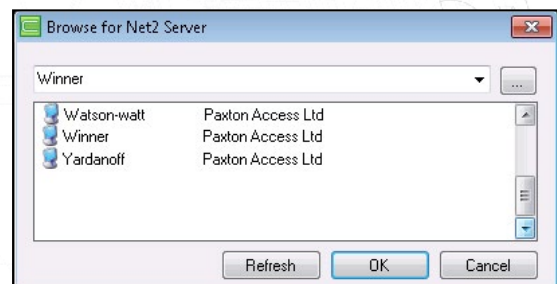 Browse for Net2 Server
Winner
...
Watson-watt Paxton Access Ltd
Winner Paxton Access Ltd
Yardanoff Paxton Access Ltd
Refresh OK Cancel